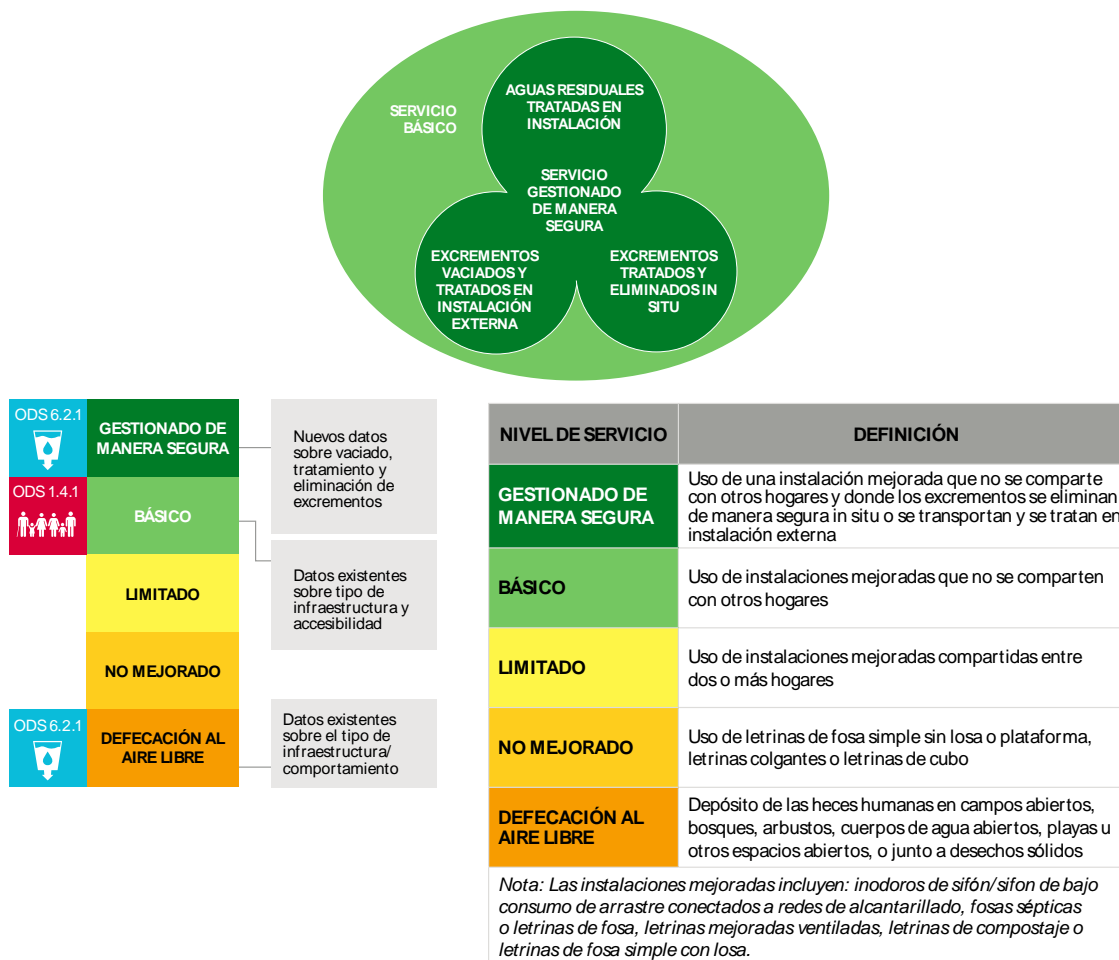 SERVICIO
BÁSICO
AGUAS RESIDUALES
TRATADAS EN
INSTALACIÓN
SERVICIO
GESTIONADO
DE MANERA
SEGURA
EXCREMENTOS
VACIADOS Y
TRATADOS EN
INSTALACIÓN
EXTERNA
EXCREMENTOS
TRATADOS Y
ELIMINADOS IN
SITU
ODS 6.2.1
GESTIONADO DE
MANERA SEGURA
ODS 1.4.1
BÁSICO
LIMITADO
NO MEJORADO
ODS 6.2.1
DEFECACIÓN AL
AIRE LIBRE
Nuevos datos
sobre vaciado,
tratamiento y
eliminación de
excrementos
Datos existentes
sobre tipo de
infraestructura y
accesibilidad
Datos existentes
sobre el tipo de
infraestructura/
comportamiento
NIVEL DE SERVICIO
DEFINICIÓN
GESTIONADO DE
MANERA SEGURA
Uso de una instalación mejorada que no se comparte
con otros hogares y donde los excrementos se eliminan
de manera segura in situ o se transportan y se tratan en
instalación externa
BÁSICO
Uso de instalaciones mejoradas que no se comparten
con otros hogares
LIMITADO
Uso de instalaciones mejoradas compartidas entre
dos o más hogares
NO MEJORADO
Uso de letrinas de fosa simple sin losa o plataforma,
letrinas colgantes o letrinas de cubo
DEFECACIÓN AL
AIRE LIBRE
Depósito de las heces humanas en campos abiertos,
bosques, arbustos, cuerpos de agua abiertos, playas u
otros espacios abiertos, o junto a desechos sólidos
Nota: Las instalaciones mejoradas incluyen: inodoros de sifón/sifon de bajo
consumo de arrastre conectados a redes de alcantarillado, fosas sépticas
o letrinas de fosa, letrinas mejoradas ventiladas, letrinas de compostaje o
letrinas de fosa simple con losa.